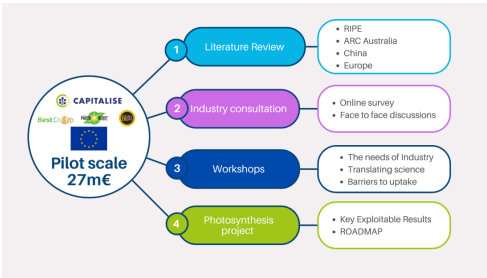 CAPITALISE
BestCrop
Pilot scale
27m€
1
Literature Review
• RIPE
• ARC Australia
• China
• Europe
2
Industry consultation
• Online survey
• Face to face discussions
3
Workshops
• The needs of Industry
• Translating science
• Barriers to uptake
4
Photosynthesis
project
• Key Exploitable Results
• ROADMAP